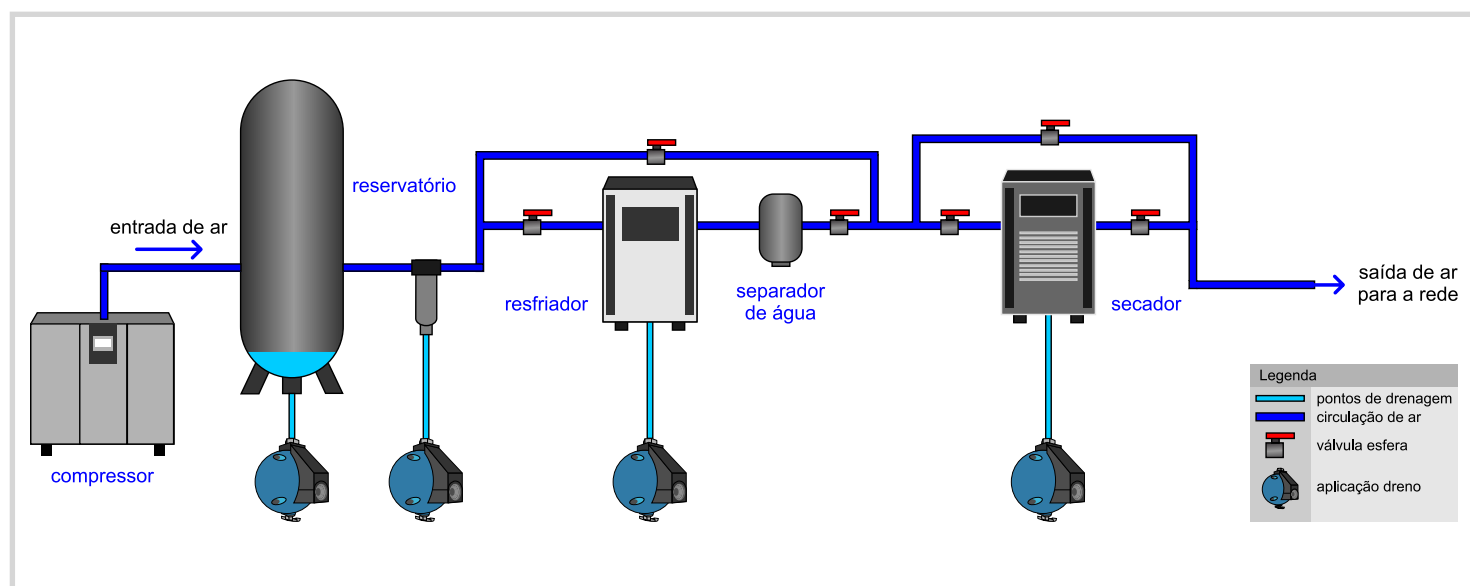 reservatório
entrada de ar
resfriador
separador
de água
secador
saída de ar
para a rede
compressor
Legenda
pontos de drenagem
circulação de ar
válvula esfera
aplicação dreno